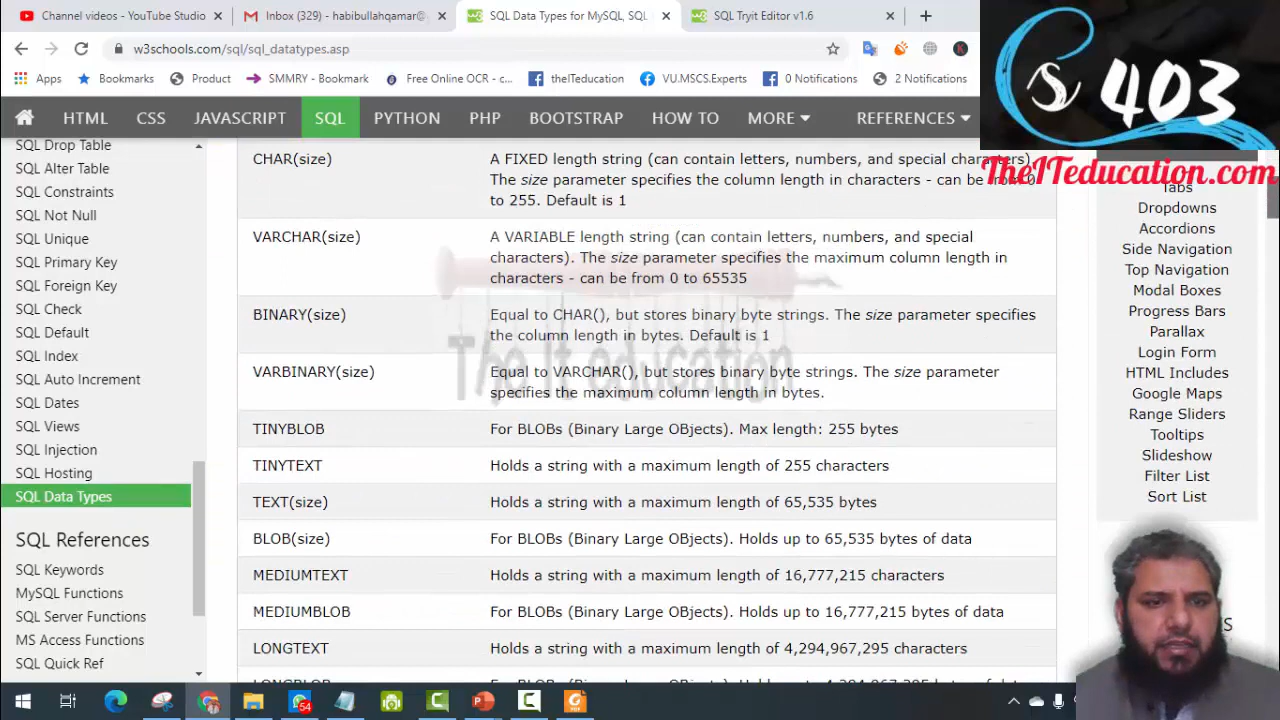 Channel videos - YouTube Studio
Inbox (329) - habibullahqamar@g
SQL Data Types for MySQL, SQL
SQL Tryit Editor v1.6
w3schools.com/sql/sql_datatypes.asp
Apps
Bookmarks
Product
SMMRY - Bookmark
Free Online OCR - c...
theITeducation
VU.MSCS.Experts
0 Notifications
2 Notifications
CS 403
TheITeducation.com
HTML
CSS
JAVASCRIPT
SQL
PYTHON
PHP
BOOTSTRAP
HOW TO
MORE
REFERENCES
SQL Drop Table
SQL Alter Table
SQL Constraints
SQL Not Null
SQL Unique
SQL Primary Key
SQL Foreign Key
SQL Check
SQL Default
SQL Index
SQL Auto Increment
SQL Dates
SQL Views
SQL Injection
SQL Hosting
SQL Data Types
SQL References
SQL Keywords
MySQL Functions
SQL Server Functions
MS Access Functions
SQL Quick Ref
CHAR(size)
A FIXED length string (can contain letters, numbers, and special characters).
The size parameter specifies the column length in characters - can be from 0
to 255. Default is 1
VARCHAR(size)
A VARIABLE length string (can contain letters, numbers, and special
characters). The size parameter specifies the maximum column length in
characters - can be from 0 to 65535
BINARY(size)
Equal to CHAR(), but stores binary byte strings. The size parameter specifies
the column length in bytes. Default is 1
VARBINARY(size)
Equal to VARCHAR(), but stores binary byte strings. The size parameter
specifies the maximum column length in bytes.
TINYBLOB
For BLOBs (Binary Large OBjects). Max length: 255 bytes
TINYTEXT
Holds a string with a maximum length of 255 characters
TEXT(size)
Holds a string with a maximum length of 65,535 bytes
BLOB(size)
For BLOBs (Binary Large OBjects). Holds up to 65,535 bytes of data
MEDIUMTEXT
Holds a string with a maximum length of 16,777,215 characters
MEDIUMBLOB
For BLOBs (Binary Large OBjects). Holds up to 16,777,215 bytes of data
LONGTEXT
Holds a string with a maximum length of 4,294,967,295 characters
LONGBLOB
The It education
Tabs
Dropdowns
Accordions
Side Navigation
Top Navigation
Modal Boxes
Progress Bars
Parallax
Login Form
HTML Includes
Google Maps
Range Sliders
Tooltips
Slideshow
Filter List
Sort List
54